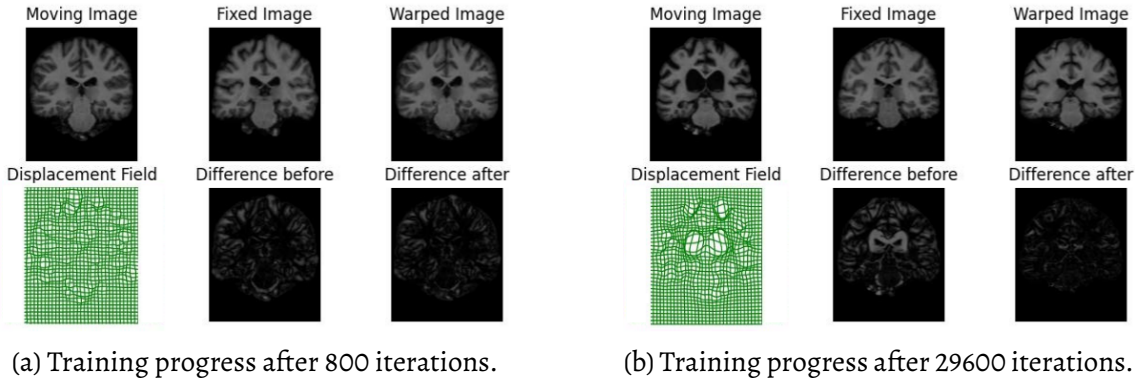 Moving Image Fixed Image Warped Image
Displacement Field Difference before Difference after
(a) Training progress after 800 iterations.
Moving Image Fixed Image Warped Image
Displacement Field Difference before Difference after
(b) Training progress after 29600 iterations.